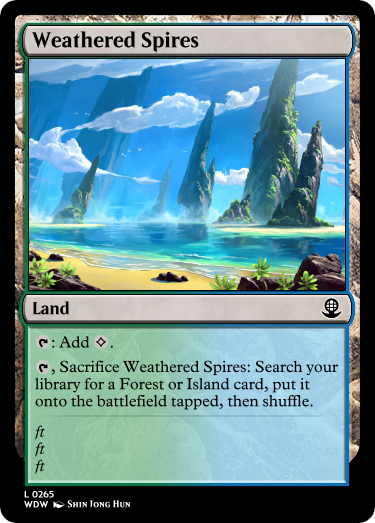 Weathered Spires
Land
: Add .
, Sacrifice Weathered Spires: Search your
library for a Forest or Island card, put it
onto the battlefield tapped, then shuffle.
ft
ft
ft
L 0265
WDW Shin Jong Hun